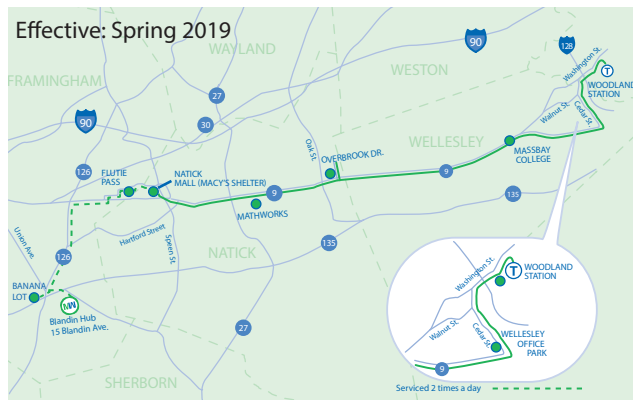 Effective: Spring 2019
90
128
WAYLAND
WESTON
Washington St.
WOODLAND
STATION
T
FRAMINGHAM
27
90
30
Walnut St.
Cedar St.
Oak St.
WELLESLEY
OVERBROOK DR.
MASSBAY
COLLEGE
126
FLUTIE
PASS
NATICK
MALL (MACY'S SHELTER)
9
9
135
MATHWORKS
Union Ave.
Hartford Street
Speen St.
NATICK
135
126
BANANA
LOT
MW
Blandin Hub
15 Blandin Ave.
27
Washington St.
T
WOODLAND
STATION
Walnut St.
Cedar St.
WELLESLEY
OFFICE
PARK
9
SHERBORN
Serviced 2 times a day